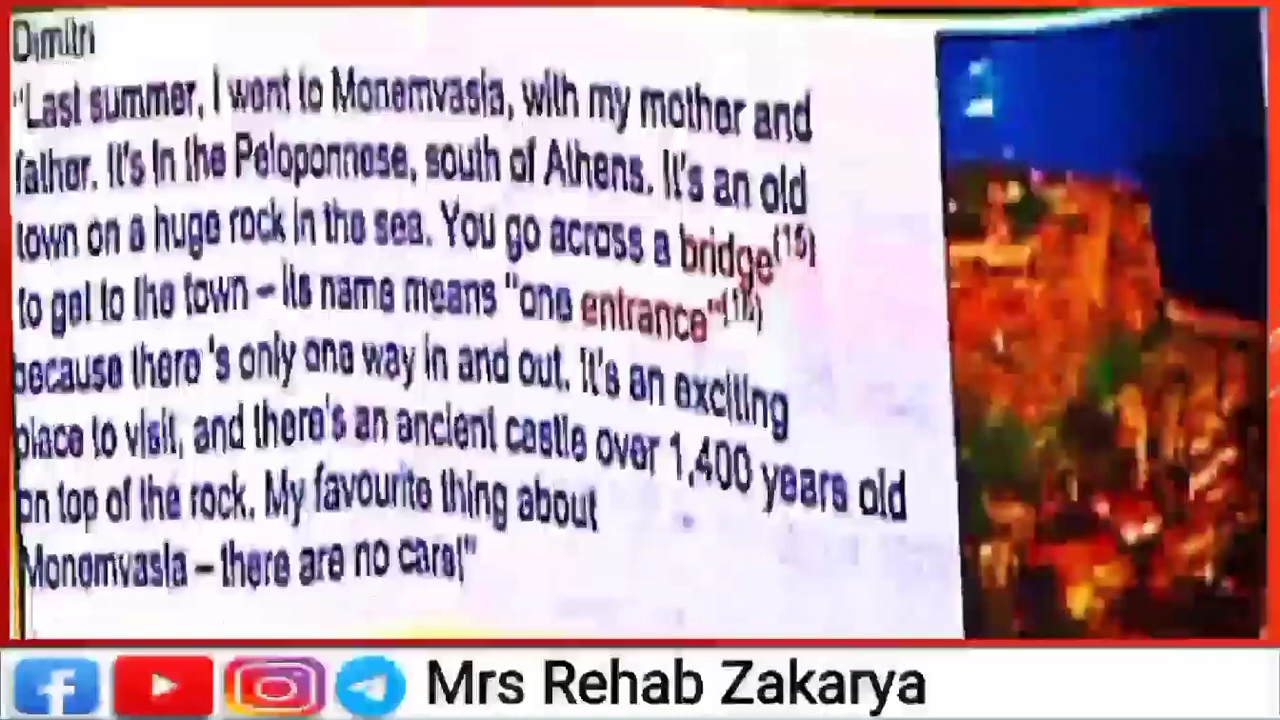 Dimitri
"Last summer, I went to Monemvasia, with my mother and
father. It's in the Peloponnese, south of Athens. It's an old
town on a huge rock in the sea. You go across a bridge(15)
to get to the town – its name means "one entrance"(16)
because there 's only one way in and out. It's an exciting
place to visit, and there's an ancient castle over 1,400 years old
on top of the rock. My favourite thing about
Monemvasia – there are no cars!"
Mrs Rehab Zakarya